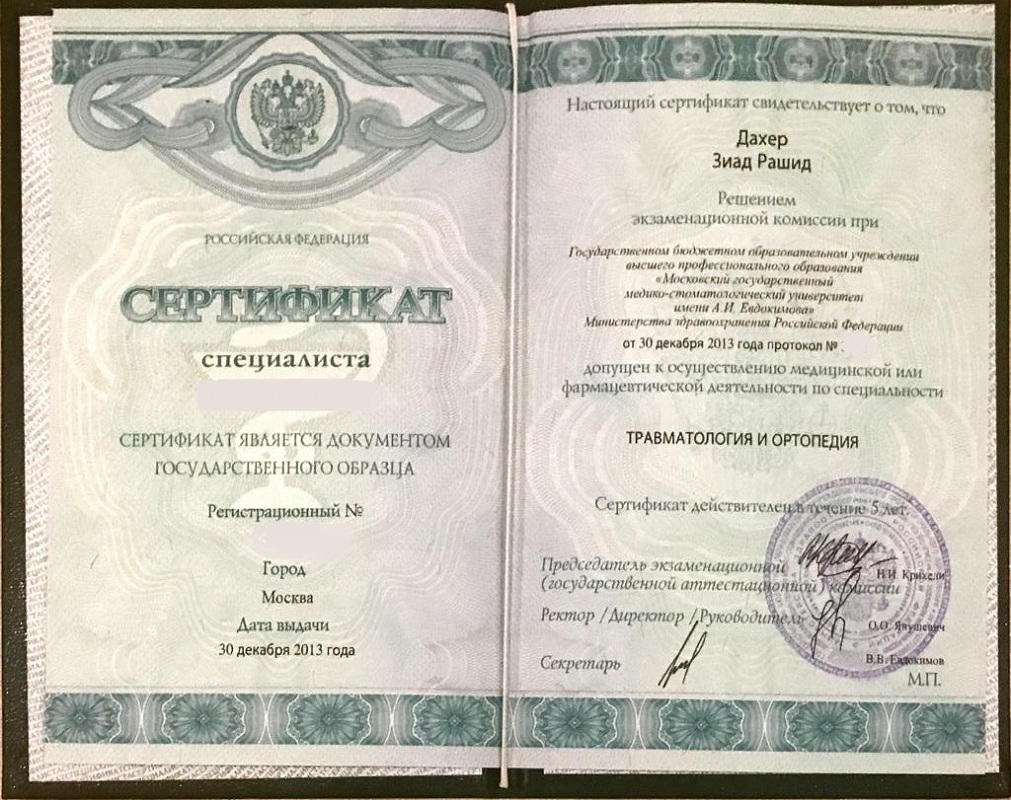 РОССИЙСКАЯ ФЕДЕРАЦИЯ
СЕРТИФИКАТ
специалиста
СЕРТИФИКАТ ЯВЛЯЕТСЯ ДОКУМЕНТОМ
ГОСУДАРСТВЕННОГО ОБРАЗЦА
Регистрационный №
Город
Москва
Дата выдачи
30 декабря 2013 года
Настоящий сертификат свидетельствует о том, что
Дахер
Зиад Рашид
Решением
экзаменационной комиссии при
Государственном бюджетном образовательном учреждении
высшего профессионального образования
«Московский государственный
медико-стоматологический университет
имени А.И. Евдокимова»
Министерства здравоохранения Российской Федерации
от 30 декабря 2013 года протокол №
допущен к осуществлению медицинской или
фармацевтической деятельности по специальности
ТРАВМАТОЛОГИЯ И ОРТОПЕДИЯ
Сертификат действителен в течение 5 лет.
Председатель экзаменационной
(государственной аттестационной) комиссии
Н.И. Крихели
Ректор /Директор /Руководитель
О.О. Янушевич
Секретарь
В.В. Евдокимов
М.П.